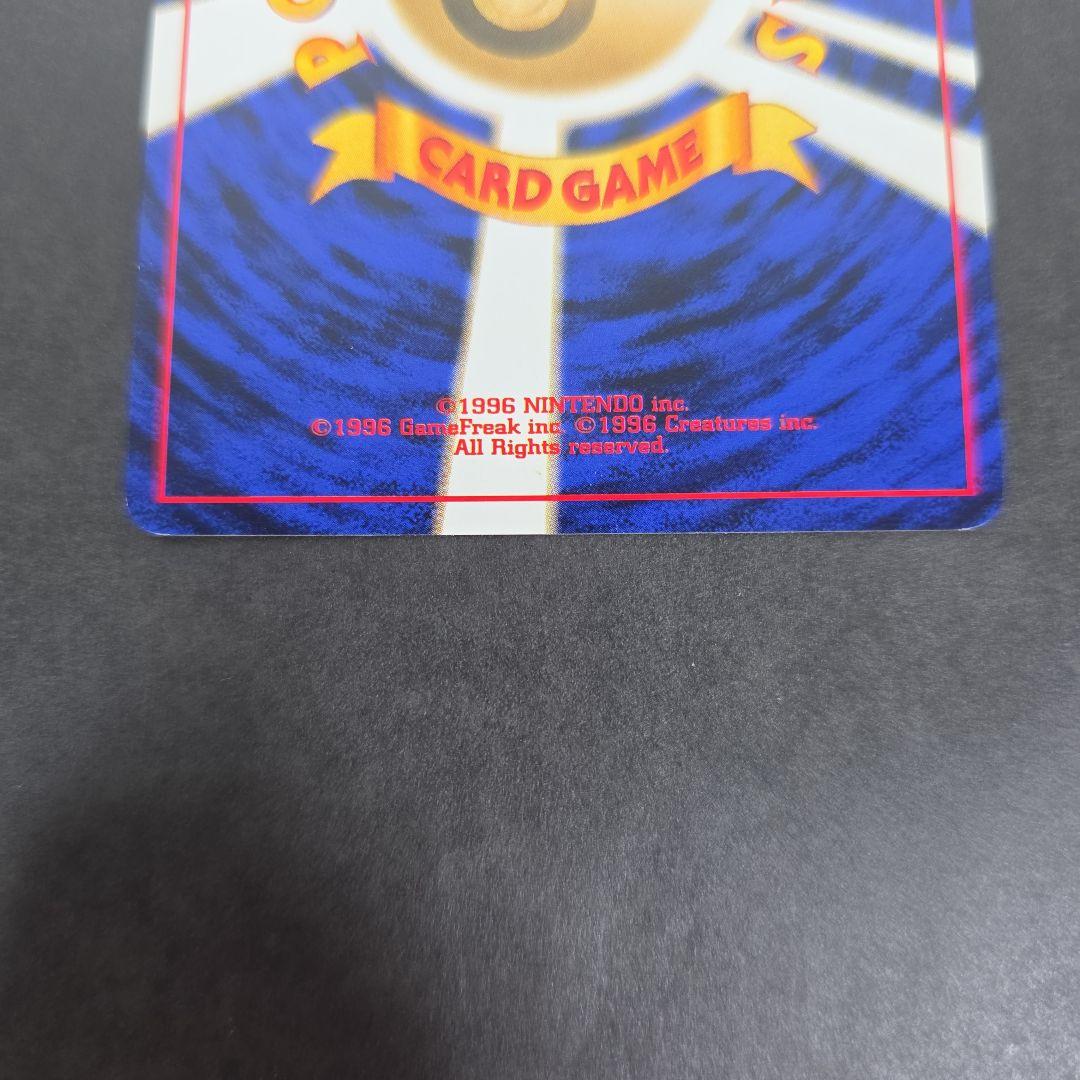 CARD GAME
©1996 NINTENDO inc.
©1996 GameFreak inc. ©1996 Creatures inc.
All Rights reserved.